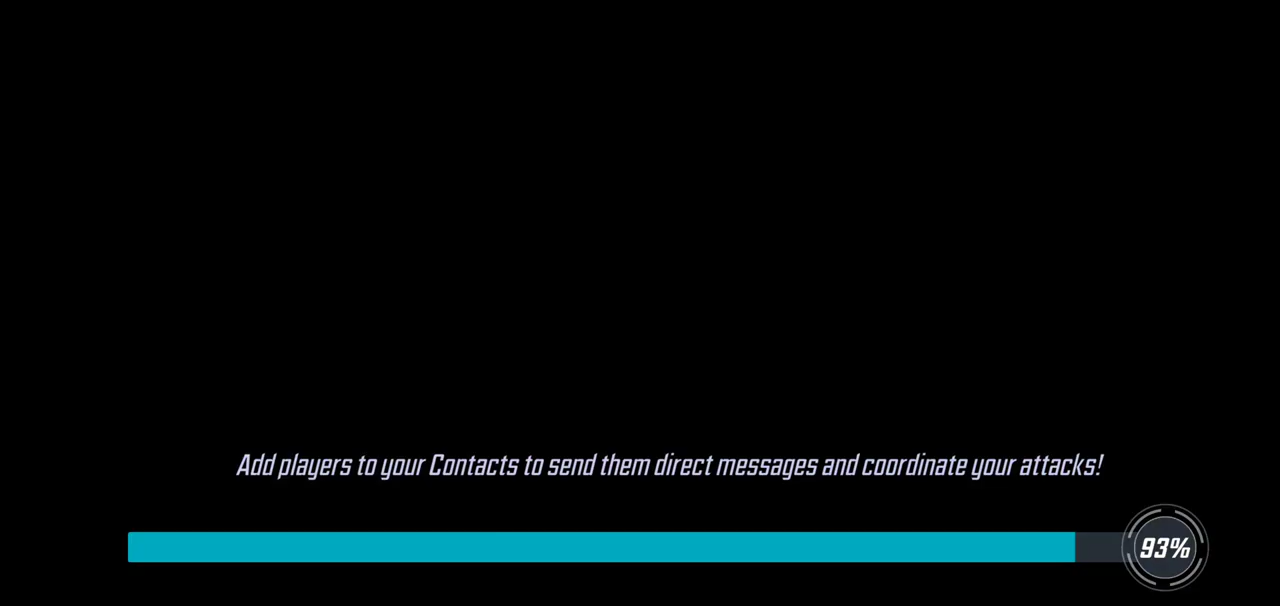 Add players to your Contacts to send them direct messages and coordinate your attacks!
93%